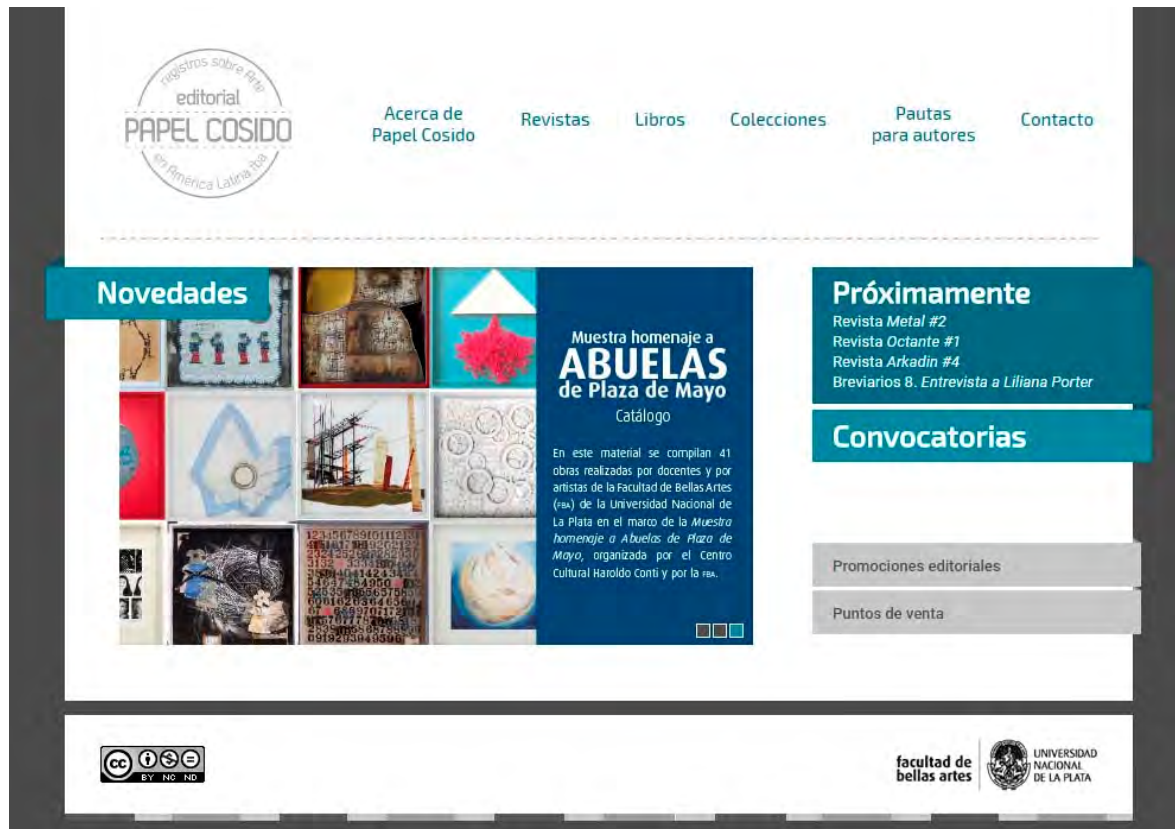 registros sobre Arte
editorial
PAPEL COSIDO
en América Latina fba
Acerca de
Papel Cosido
Revistas
Libros
Colecciones
Pautas
para autores
Contacto
Novedades
Muestra homenaje a
ABUELAS
de Plaza de Mayo
Catálogo
En este material se compilan 41
obras realizadas por docentes y por
artistas de la Facultad de Bellas Artes
(FBA) de la Universidad Nacional de
La Plata en el marco de la Muestra
homenaje a Abuelas de Plaza de
Mayo, organizada por el Centro
Cultural Haroldo Conti y por la FBA.
Próximamente
Revista Metal #2
Revista Octante #1
Revista Arkadin #4
Breviarios 8. Entrevista a Liliana Porter
Convocatorias
Promociones editoriales
Puntos de venta
cc
BY NC ND
facultad de
bellas artes
UNIVERSIDAD
NACIONAL
DE LA PLATA